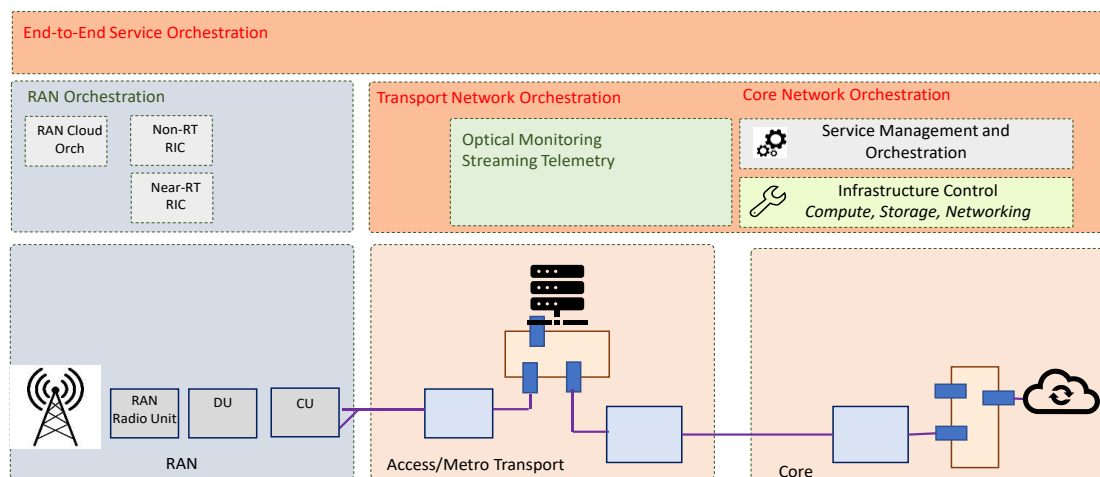 End-to-End Service Orchestration
RAN Orchestration
RAN Cloud
Orch
Non-RT
RIC
Near-RT
RIC
Transport Network Orchestration
Core Network Orchestration
Optical Monitoring
Streaming Telemetry
Service Management and
Orchestration
Infrastructure Control
Compute, Storage, Networking
RAN
Radio Unit
DU
CU
RAN
Access/Metro Transport
Core